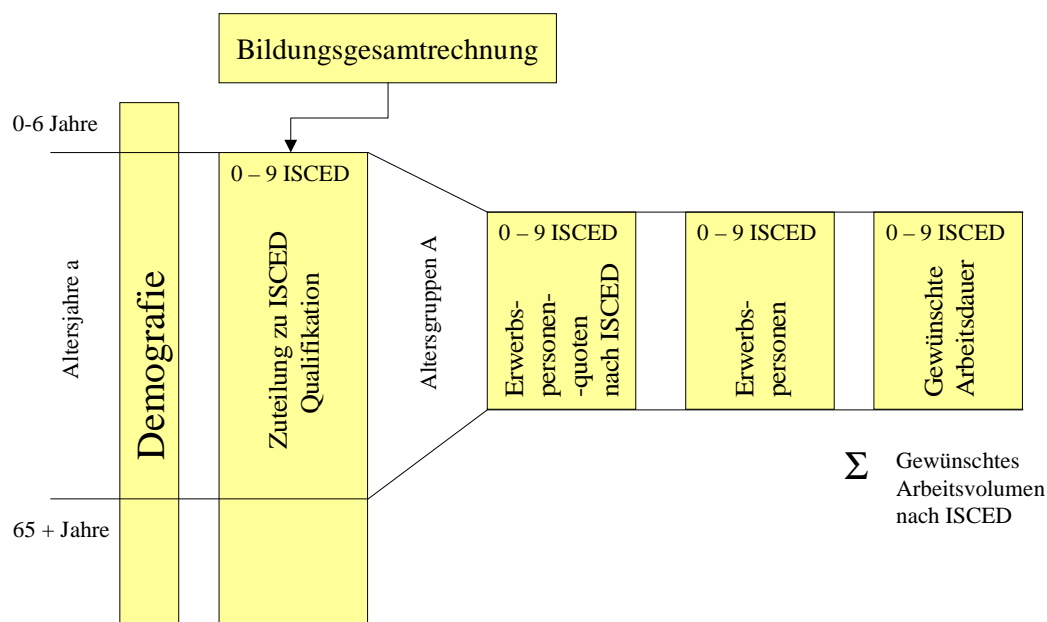 Bildungsgesamtrechnung
0-6 Jahre
0 – 9 ISCED
Altersjahre a
Demografie
Zuteilung zu ISCED
Qualifikation
Altersgruppen A
0 – 9 ISCED
Erwerbs-
personen-
-quoten
nach ISCED
0 – 9 ISCED
Erwerbs-
personen
0 – 9 ISCED
Gewünschte
Arbeitsdauer
65 + Jahre
Σ Gewünschtes
Arbeitsvolumen
nach ISCED